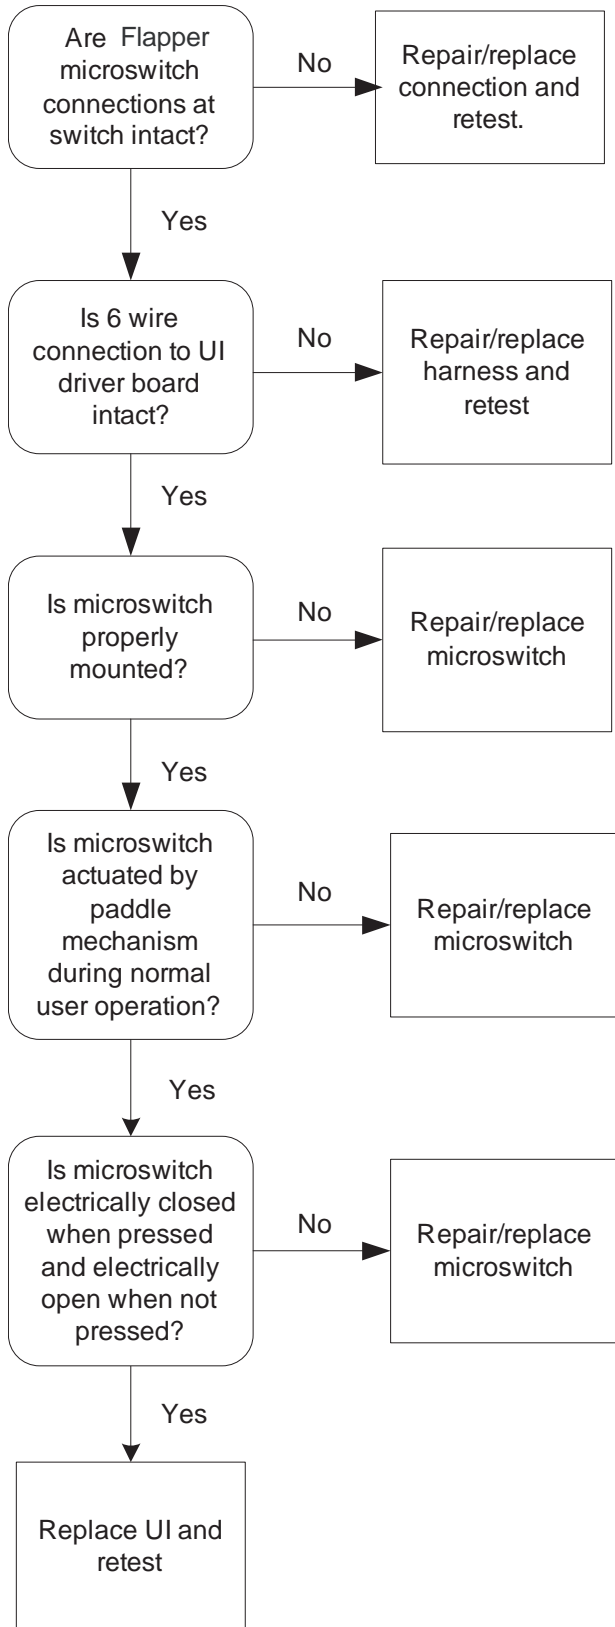 Are Flapper
microswitch
connections at
switch intact?
No
Repair/replace
connection and
retest.
Yes
Is 6 wire
connection to UI
driver board
intact?
No
Repair/replace
harness and
retest
Yes
Is microswitch
properly
mounted?
No
Repair/replace
microswitch
Yes
Is microswitch
actuated by
paddle
mechanism
during normal
user operation?
No
Repair/replace
microswitch
Yes
Is microswitch
electrically closed
when pressed
and electrically
open when not
pressed?
No
Repair/replace
microswitch
Yes
Replace UI and
retest